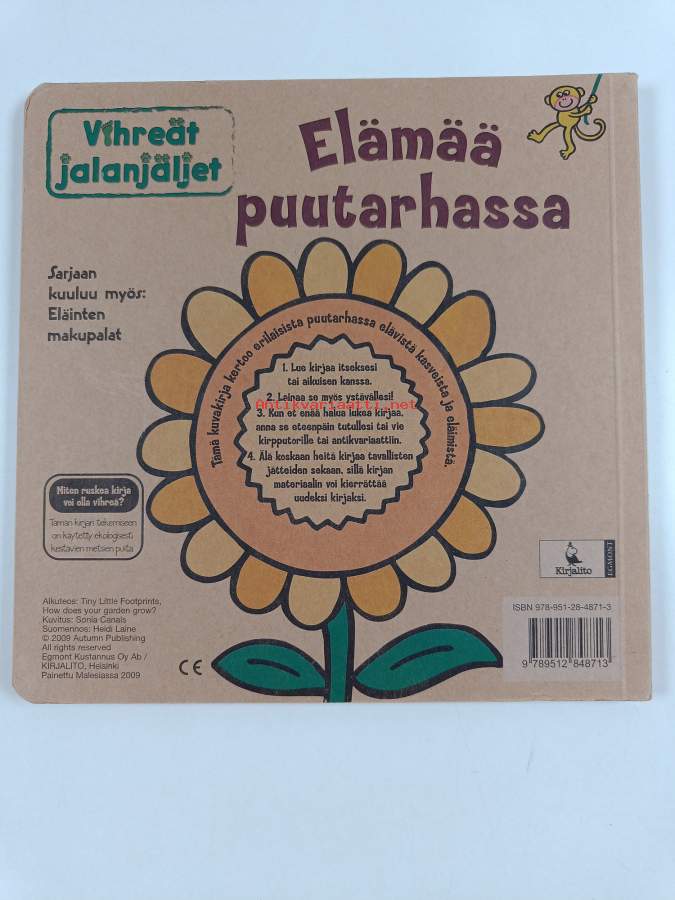 Vihreät
jalanjäljet
Elämää
puutarhassa
Sarjaan
kuuluu myös:
Eläinten
makupalat
Tämä kuvakirja kertoo erilaisista puutarhassa elävistä kasveista ja eläimistä.
1. Lue kirjaa itseksesi
tai aikuisen kanssa.
2. Lainaa se myös ystävällesi!
Antikvariaatti.net
3. Kun et enää halua lukea kirjaa,
anna se eteenpäin tutullesi tai vie
kirpputorille tai antikvariaattiin.
4. Älä koskaan heitä kirjaa tavallisten
jätteiden sekaan, sillä kirjan
materiaalin voi kierrättää
uudeksi kirjaksi.
Miten ruskea kirja
voi olla vihreä?
Tämän kirjan tekemiseen
on käytetty ekologisesti
kestävien metsien puita.
Kirjalito
EGMONT
Alkuteos: Tiny Little Footprints,
How does your garden grow?
Kuvitus: Sonia Canals
Suomennos: Heidi Laine
© 2009 Autumn Publishing
All rights reserved
Egmont Kustannus Oy Ab /
KIRJALITO, Helsinki
Painettu Malesiassa 2009
CE
ISBN 978-951-28-4871-3
9 789512 848713